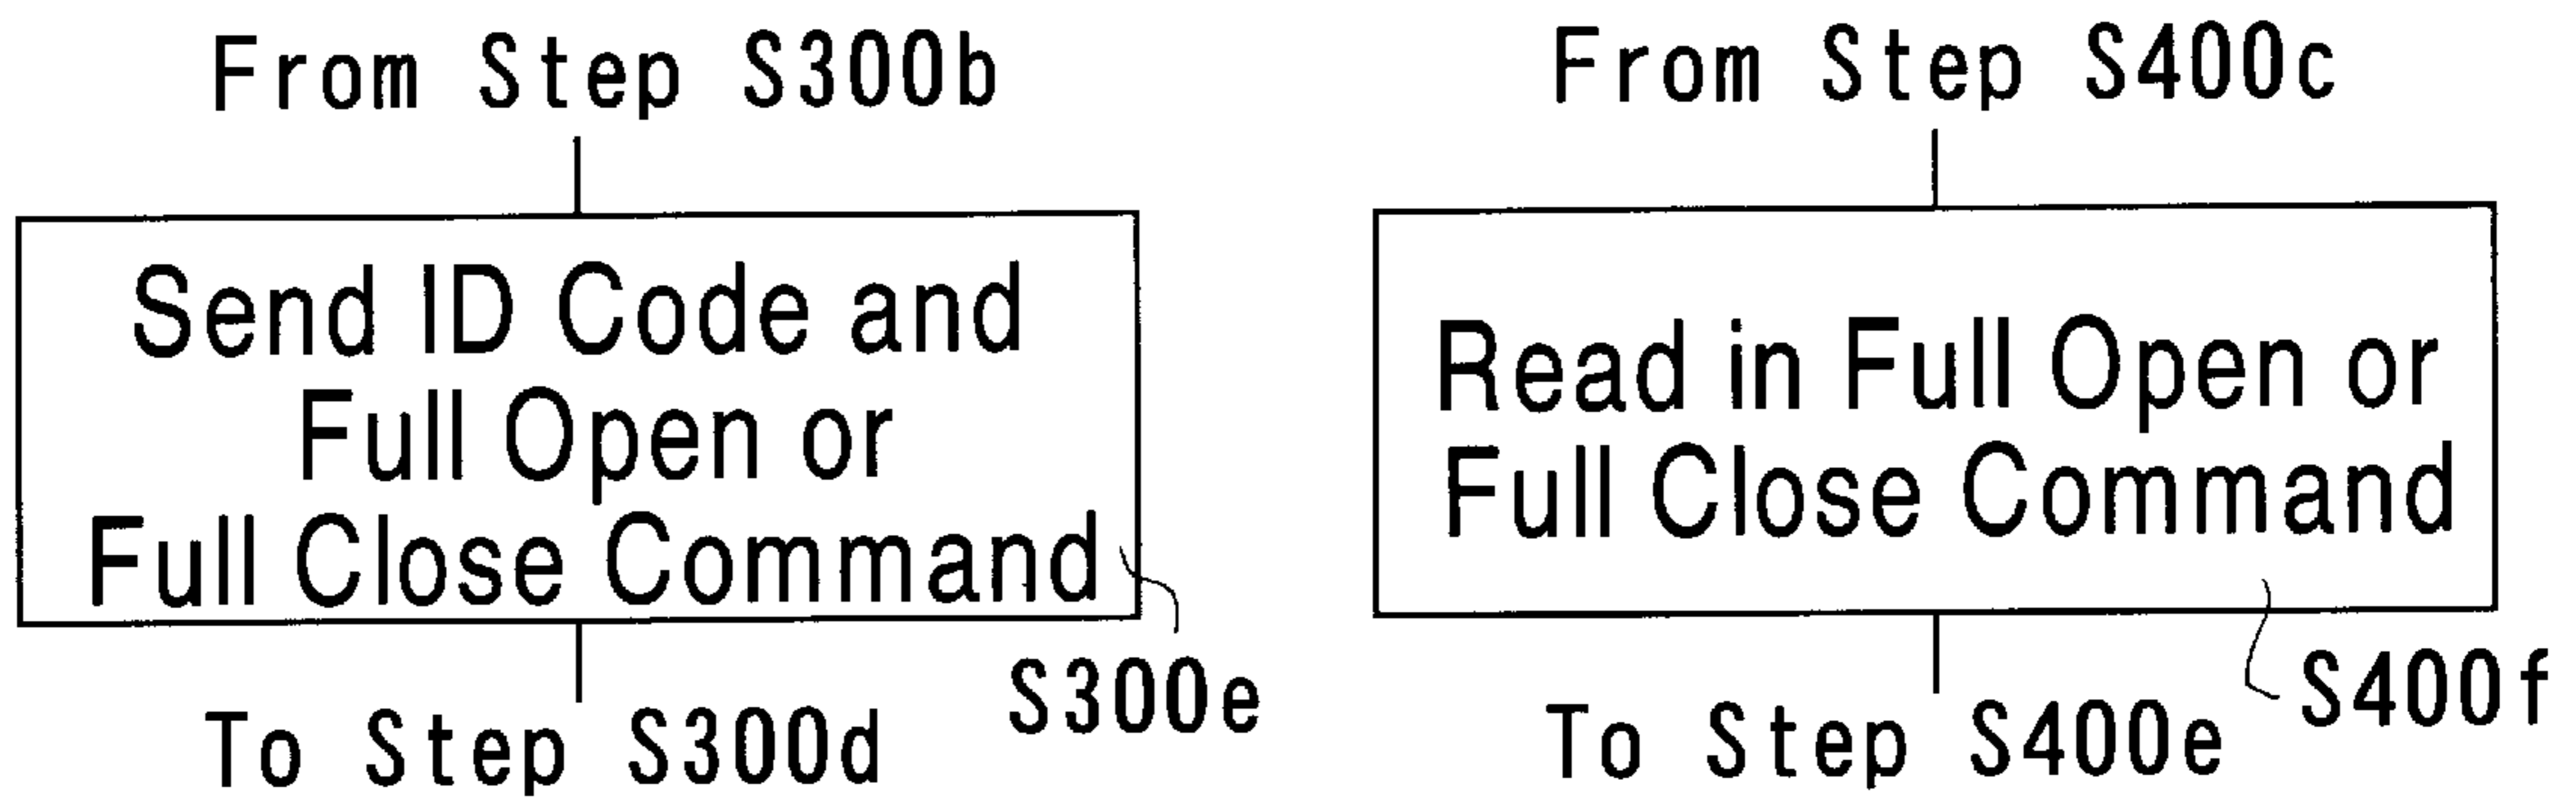 From Step S300b
Send ID Code and
Full Open or
Full Close Command
S300e
To Step S300d
From Step S400c
Read in Full Open or
Full Close Command
S400f
To Step S400e